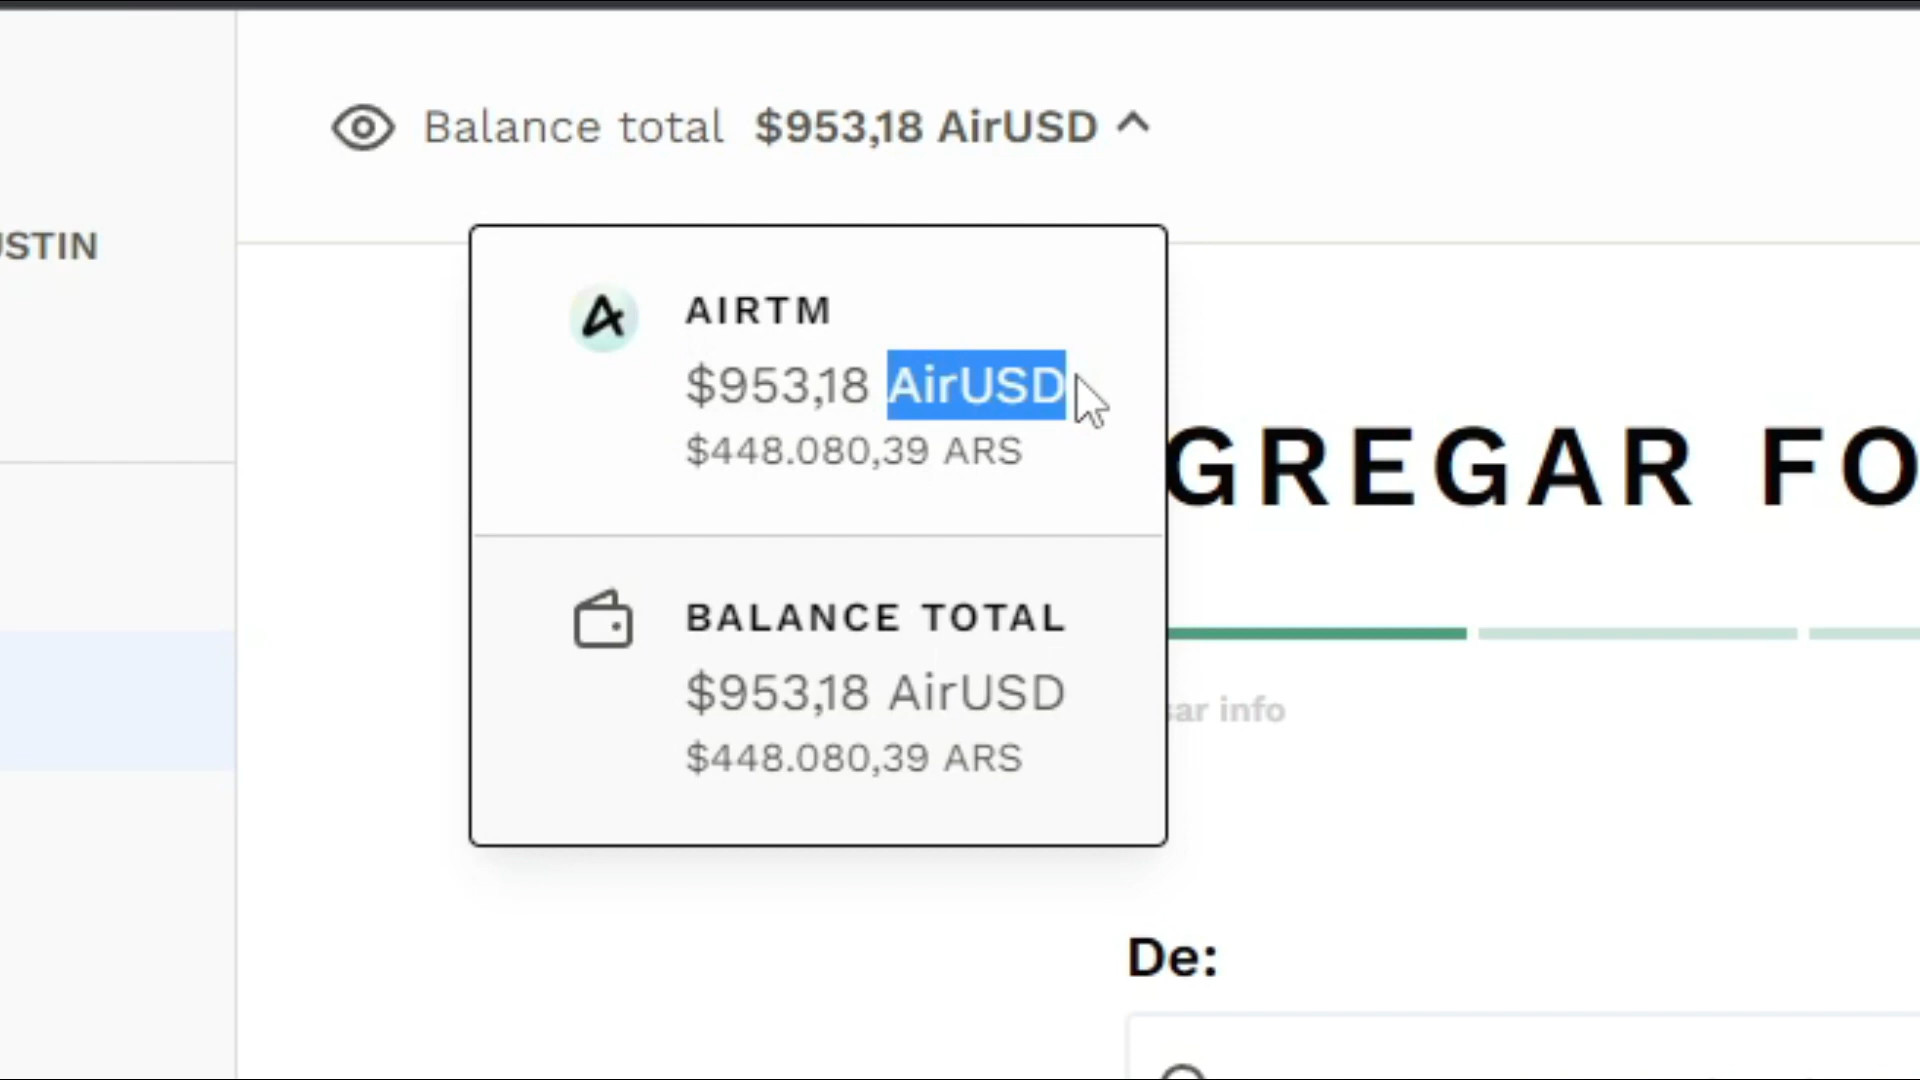 Balance total $953,18 AirUSD
USTIN
AIRTM
$953,18 AirUSD
$448.080,39 ARS
GREGAR FO
BALANCE TOTAL
$953,18 AirUSD
$448.080,39 ARS
sar info
De: